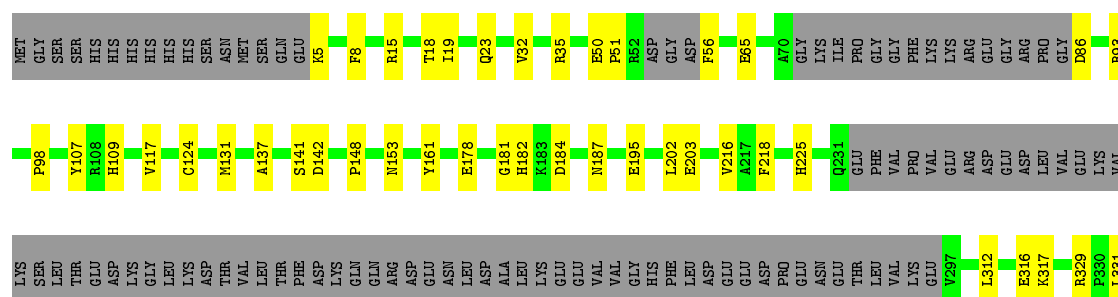 MET GLY SER SER HIS HIS HIS HIS HIS HIS SER ASN MET SER GLN GLU K5 F8 R15 T18 I19 Q23 V32 R35 E50 P51 R52 ASP GLY ASP F56 E65 A70 GLY LYS ILE PRO GLY GLY PHE LYS LYS ARG GLU GLY ARG PRO GLY D86
P98 Y107 R108 H109 V117 C124 M131 A137 S141 D142 P148 N153 Y161 E178 G181 H182 K183 D184 N187 E195 L202 E203 V216 A217 F218 H225 Q231 GLU PHE VAL PRO VAL GLU ARG ASP GLU ASP LEU VAL GLU LYS VAL
LYS SER LEU THR GLU ASP LYS GLY LEU LYS ASP THR VAL LEU THR PHE ASP LYS GLN GLN ARG ASP GLU ASN LEU ASP ALA LEU LYS GLU GLU VAL VAL GLY HIS PHE LEU ASP GLU GLU ASP PRO GLU ASN GLU THR LEU VAL LYS GLU V297 L312 E316 K317 R329 P330